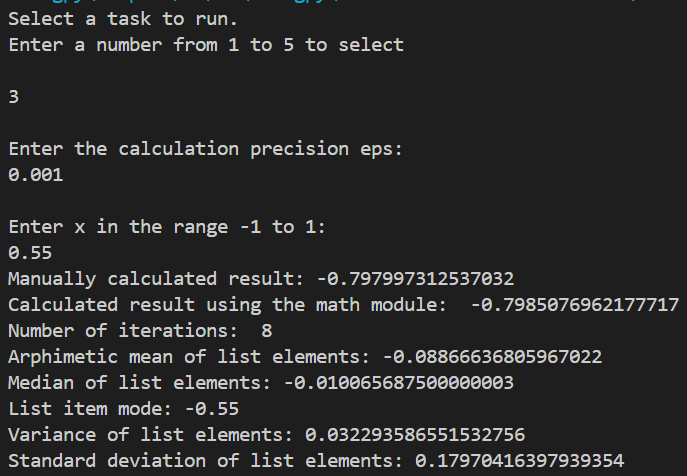 Select a task to run.
Enter a number from 1 to 5 to select
3
Enter the calculation precision eps:
0.001
Enter x in the range -1 to 1:
0.55
Manually calculated result: -0.797997312537032
Calculated result using the math module:  -0.7985076962177717
Number of iterations:  8
Arphimetic mean of list elements: -0.08866636805967022
Median of list elements: -0.010065687500000003
List item mode: -0.55
Variance of list elements: 0.032293586551532756
Standard deviation of list elements: 0.17970416397939354